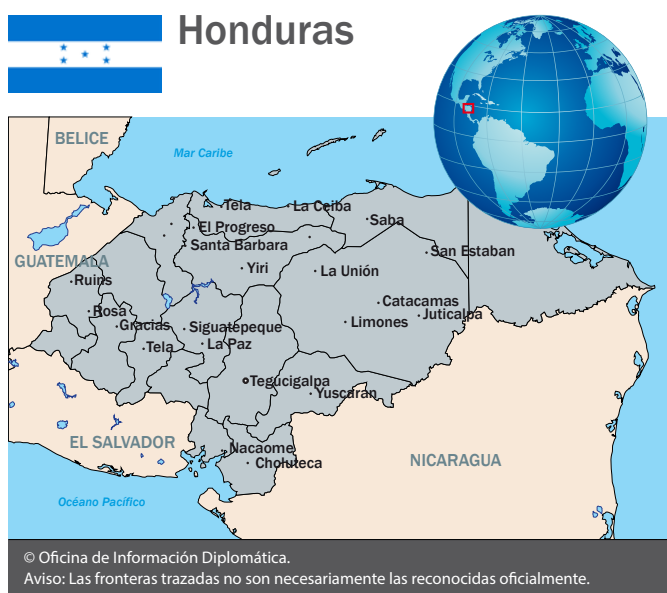 Honduras
BELICE
Mar Caribe
Tela
La Ceiba
Saba
El Progreso
Santa Barbara
San Estaban
GUATEMALA
Yiri
La Unión
Ruins
Catacamas
Rosa
Juticalpa
Gracias
Siguatepeque
Limones
Tela
La Paz
Tegucigalpa
Yuscaran
EL SALVADOR
Nacaome
NICARAGUA
Choluteca
Océano Pacífico
© Oficina de Información Diplomática.
Aviso: Las fronteras trazadas no son necesariamente las reconocidas oficialmente.